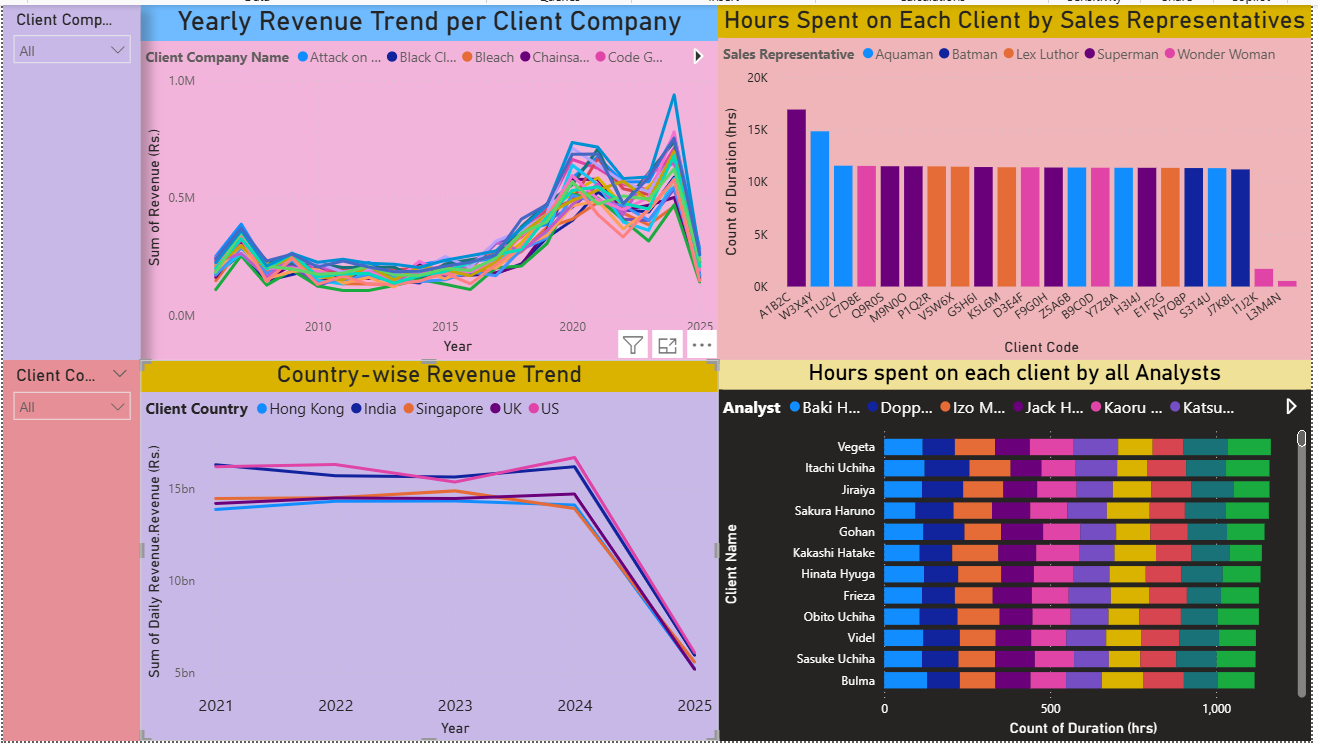 Client Comp...
All
Yearly Revenue Trend per Client Company
Client Company Name Attack on ... Black Cl... Bleach Chainsa... Code G...
Sum of Revenue (Rs.)
1.0M
0.5M
0.0M
2010 2015 2020 2025
Year
Hours Spent on Each Client by Sales Representatives
Sales Representative Aquaman Batman Lex Luthor Superman Wonder Woman
Count of Duration (hrs)
20K
15K
10K
5K
0K
A1B2C W3X4Y T1U2V C7D8E Q9R0S M9N0O P1Q2R V5W6X G5H6I K5L6M D3E4F F9G0H Z5A6B B9C0D Y7Z8A H3I4J E1F2G N7O8P S3T4U J7K8L I1J2K L3M4N
Client Code
Client Co...
All
Country-wise Revenue Trend
Client Country Hong Kong India Singapore UK US
Sum of Daily Revenue.Revenue (Rs.)
15bn
10bn
5bn
2021 2022 2023 2024 2025
Year
Hours spent on each client by all Analysts
Analyst Baki H... Dopp... Izo M... Jack H... Kaoru ... Katsu...
Client Name
Vegeta
Itachi Uchiha
Jiraiya
Sakura Haruno
Gohan
Kakashi Hatake
Hinata Hyuga
Frieza
Obito Uchiha
Videl
Sasuke Uchiha
Bulma
0 500 1,000
Count of Duration (hrs)